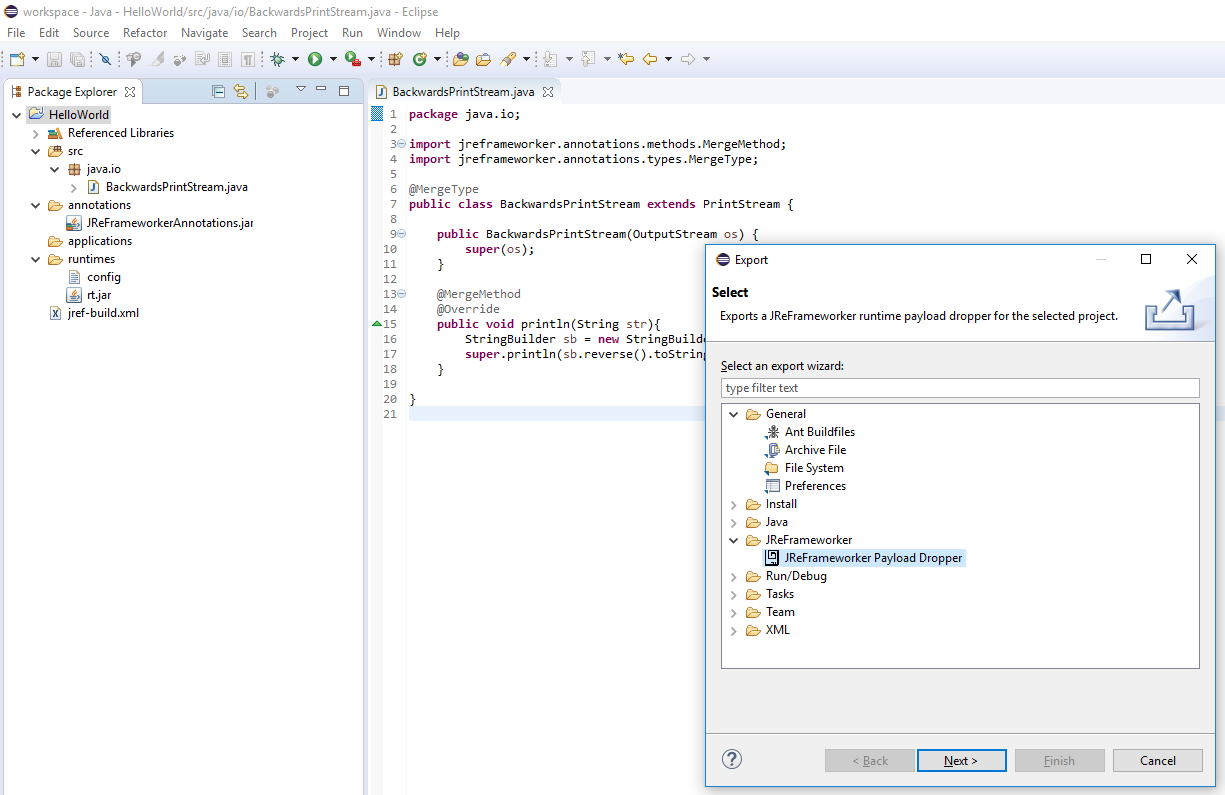 workspace - Java - HelloWorld/src/java/io/BackwardsPrintStream.java - Eclipse
File Edit Source Refactor Navigate Search Project Run Window Help
Package Explorer
HelloWorld
Referenced Libraries
src
java.io
BackwardsPrintStream.java
annotations
JReFrameworkerAnnotations.jar
applications
runtimes
config
rt.jar
jref-build.xml
BackwardsPrintStream.java
1 package java.io;
2
3 import jreframeworker.annotations.methods.MergeMethod;
4 import jreframeworker.annotations.types.MergeType;
5
6 @MergeType
7 public class BackwardsPrintStream extends PrintStream {
8
9 public BackwardsPrintStream(OutputStream os) {
10 super(os);
11 }
12
13 @MergeMethod
14 @Override
15 public void println(String str){
16 StringBuilder sb = new StringBuilde
17 super.println(sb.reverse().toString
18 }
19
20 }
21
Export
Select
Exports a JReFrameworker runtime payload dropper for the selected project.
Select an export wizard:
type filter text
General
Ant Buildfiles
Archive File
File System
Preferences
Install
Java
JReFrameworker
JReFrameworker Payload Dropper
Run/Debug
Tasks
Team
XML
?
< Back Next > Finish Cancel